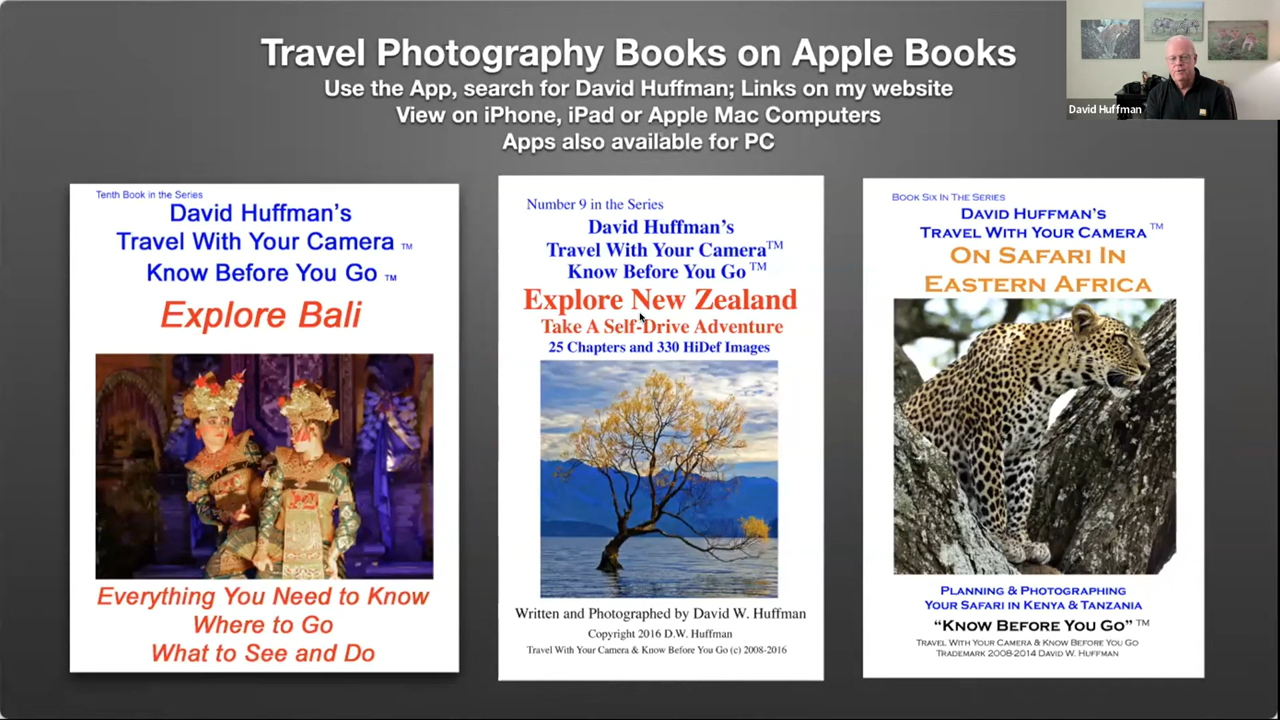 Travel Photography Books on Apple Books
Use the App, search for David Huffman; Links on my website
View on iPhone, iPad or Apple Mac Computers
Apps also available for PC
David Huffman
Tenth Book in the Series
David Huffman's
Travel With Your Camera TM
Know Before You Go TM
Explore Bali
Everything You Need to Know
Where to Go
What to See and Do
Number 9 in the Series
David Huffman's
Travel With Your Camera TM
Know Before You Go TM
Explore New Zealand
Take A Self-Drive Adventure
25 Chapters and 330 HiDef Images
Written and Photographed by David W. Huffman
Copyright 2016 D.W. Huffman
Travel With Your Camera & Know Before You Go (c) 2008-2016
BOOK SIX IN THE SERIES
DAVID HUFFMAN'S
TRAVEL WITH YOUR CAMERA TM
ON SAFARI IN
EASTERN AFRICA
PLANNING & PHOTOGRAPHING
YOUR SAFARI IN KENYA & TANZANIA
"KNOW BEFORE YOU GO" TM
TRAVEL WITH YOUR CAMERA & KNOW BEFORE YOU GO
TRADEMARK 2008-2014 DAVID W. HUFFMAN